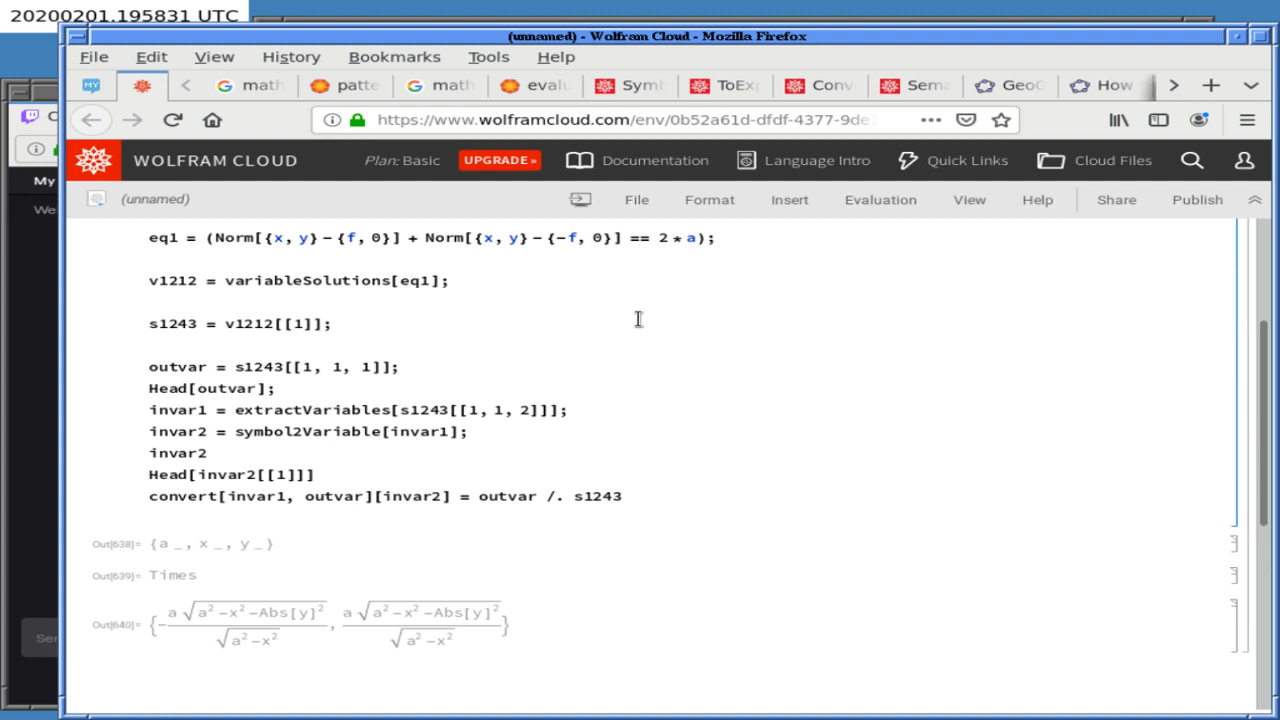 20200201.195831 UTC
(unnamed) - Wolfram Cloud - Mozilla Firefox
File Edit View History Bookmarks Tools Help
MY math patte math evalu Symb ToExp Conv Sema GeoG How
https://www.wolframcloud.com/env/0b52a61d-dfdf-4377-9de
WOLFRAM CLOUD Plan: Basic UPGRADE » Documentation Language Intro Quick Links Cloud Files
My
(unnamed) File Format Insert Evaluation View Help Share Publish
We
eq1 = (Norm[{x, y}-{f, 0}] + Norm[{x, y}-{-f, 0}] == 2*a);
v1212 = variableSolutions[eq1];
s1243 = v1212[[1]];
outvar = s1243[[1, 1, 1]];
Head[outvar];
invar1 = extractVariables[s1243[[1, 1, 2]]];
invar2 = symbol2Variable[invar1];
invar2
Head[invar2[[1]]]
convert[invar1, outvar][invar2] = outvar /. s1243
Out[638]= {a _, x _, y _}
Out[639]= Times
Out[640]= {-a √(a²-x²-Abs[y]²) / √(a²-x²), a √(a²-x²-Abs[y]²) / √(a²-x²)}
Ser